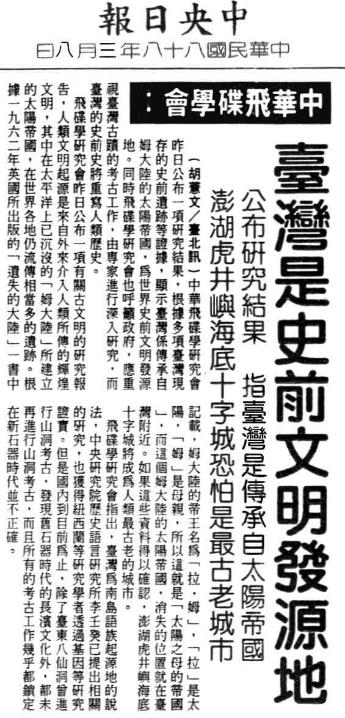 中央日報
中華民國八十八年三月八日
中華飛碟學會：
臺灣是史前文明發源地
公布研究結果　指臺灣是傳承自太陽帝國
澎湖虎井嶼海底十字城恐怕是最古老城市
（胡薏文／臺北訊）中華飛碟學研究會
昨日公布一項研究結果，根據多項臺灣現
存的史前遺跡等證據，顯示臺灣係傳承自
姆大陸的太陽帝國，為世界史前文明發源
地。同時飛碟學研究會也呼籲政府，應重
視臺灣古蹟的考古工作，由專家進行深入研究，而
臺灣的史前史將重寫人類歷史。
飛碟學研究會昨日公布一項有關古文明的研究報
告，人類文明起源是來自外來介入人類所傳的輝煌
文明，其中在太平洋上已沉沒的「姆大陸」所建立
的太陽帝國，在世界各地仍流傳相當多的遺跡。根
據一九六二年英國所出版的「遺失的大陸」一書中
記載，姆大陸的帝王名為「拉．姆」，「拉」是太
陽，「姆」是母親，所以這就是「太陽之母的帝國
」，而這個姆大陸的太陽帝國，消失的位置就在臺
灣附近。如果這些資料得以確認，澎湖虎井嶼海底
十字城將成為人類最古老的城市。
飛碟學研究會指出，臺灣為南島語族起源地的說
法，中央研究院歷史語言研究所李壬癸已提出相關
的研究，也獲得紐西蘭等研究學者透過基因等研究
證實。但是國內到目前為止，除了臺東八仙洞曾進
行山洞考古，發現舊石器時代的長濱文化外，都未
再進行山洞考古，而且所有的考古工作幾乎都鎖定
在新石器時代並不正確。